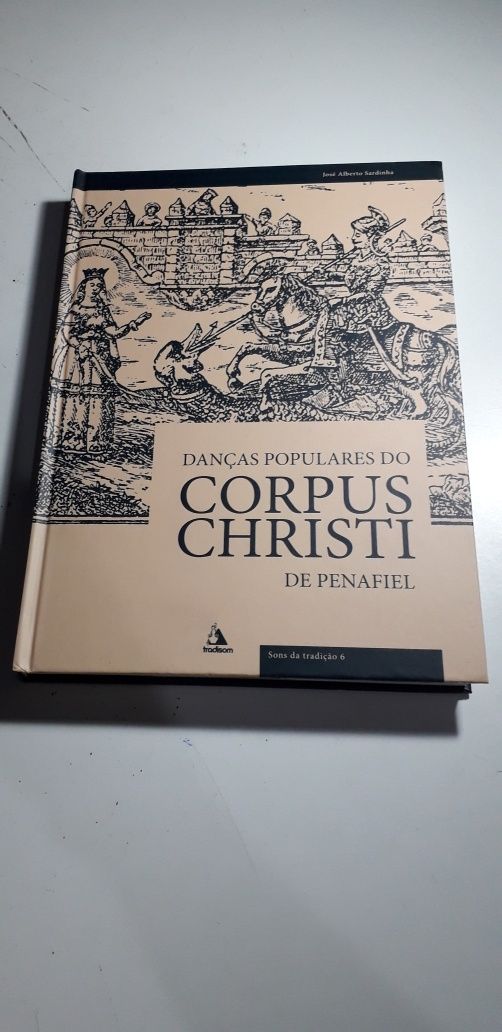 José Alberto Sardinha
DANÇAS POPULARES DO
CORPUS
CHRISTI
DE PENAFIEL
tradisom
Sons da tradição 6